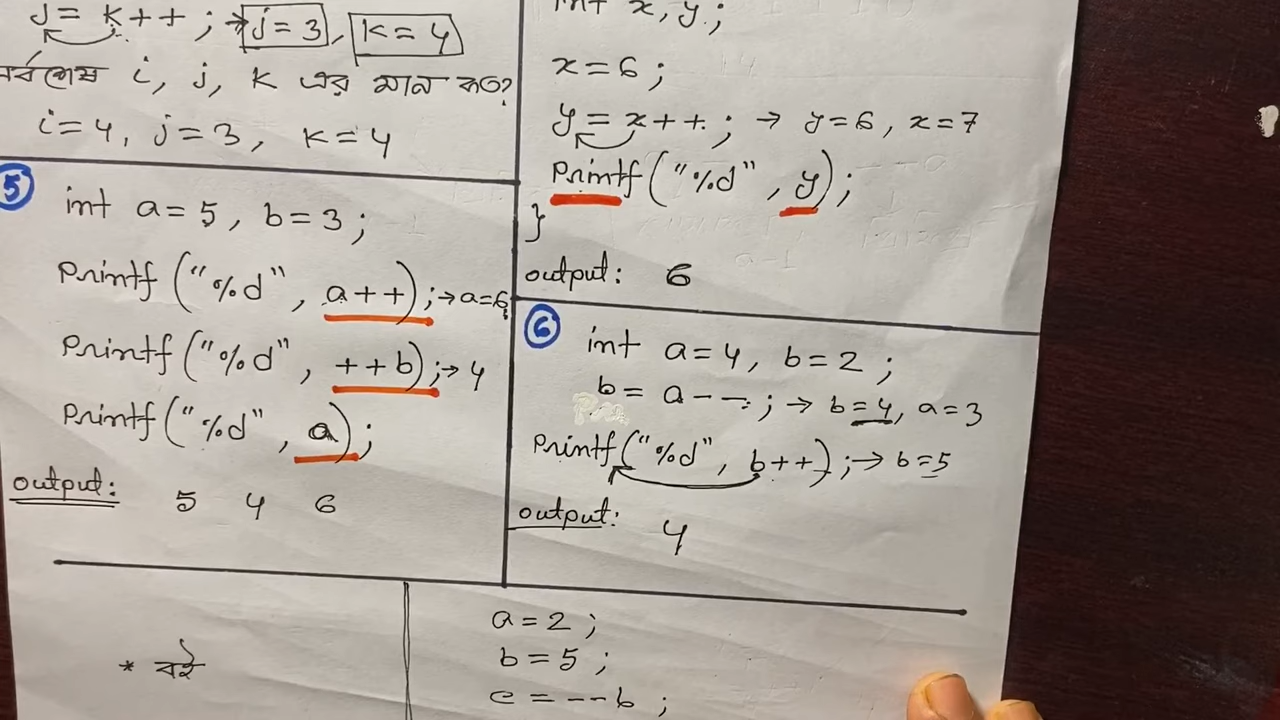 j = k++ ; → j = 3, k = 4
সর্বশেষ i, j, k এর মান কত?
i = 4, j = 3, k = 4
int x, y ;
x = 6 ;
y = x++ ; → y = 6, x = 7
Printf ("%d", y) ;
}
output: 6
5
int a = 5, b = 3 ;
Printf ("%d", a++) ; → a = 6
Printf ("%d", ++b) ; → 4
Printf ("%d", a) ;
output: 5 4 6
6
int a = 4, b = 2 ;
b = a-- ; → b = 4, a = 3
Printf ("%d", b++) ; → b = 5
output: 4
* বই
a = 2 ;
b = 5 ;
c = --b ;